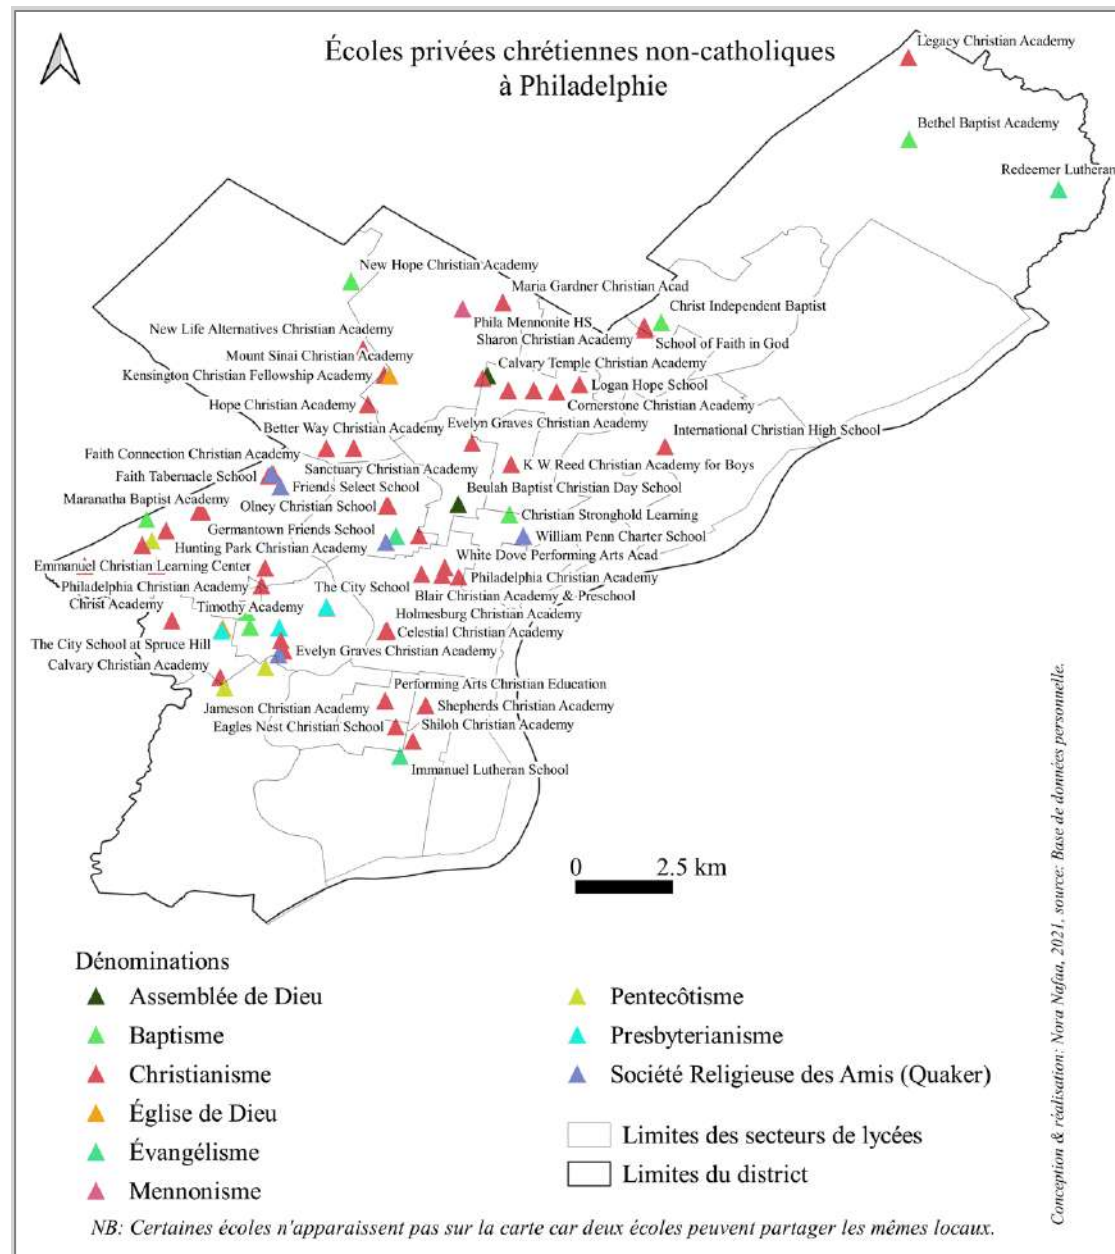 Écoles privées chrétiennes non-catholiques
à Philadelphie
Legacy Christian Academy
Bethel Baptist Academy
Redeemer Lutheran
New Hope Christian Academy
Maria Gardner Christian Acad
Christ Independent Baptist
Phila Mennonite HS
New Life Alternatives Christian Academy
Sharon Christian Academy
School of Faith in God
Mount Sinai Christian Academy
Calvary Temple Christian Academy
Kensington Christian Fellowship Academy
Logan Hope School
Hope Christian Academy
Cornerstone Christian Academy
Better Way Christian Academy
Evelyn Graves Christian Academy
International Christian High School
Faith Connection Christian Academy
Sanctuary Christian Academy
K W Reed Christian Academy for Boys
Faith Tabernacle School
Friends Select School
Beulah Baptist Christian Day School
Maranatha Baptist Academy
Olney Christian School
Christian Stronghold Learning
Germantown Friends School
William Penn Charter School
Hunting Park Christian Academy
White Dove Performing Arts Acad
Emmanuel Christian Learning Center
Philadelphia Christian Academy
The City School
Philadelphia Christian Academy
Blair Christian Academy & Preschool
Christ Academy
Timothy Academy
Holmesburg Christian Academy
Celestial Christian Academy
The City School at Spruce Hill
Evelyn Graves Christian Academy
Calvary Christian Academy
Performing Arts Christian Education
Jameson Christian Academy
Shepherds Christian Academy
Eagles Nest Christian School
Shiloh Christian Academy
Immanuel Lutheran School
0 2.5 km
Dénominations
Assemblée de Dieu
Baptisme
Christianisme
Église de Dieu
Évangélisme
Mennonisme
Pentecôtisme
Presbyterianisme
Société Religieuse des Amis (Quaker)
Limites des secteurs de lycées
Limites du district
NB: Certaines écoles n'apparaissent pas sur la carte car deux écoles peuvent partager les mêmes locaux.
Conception & réalisation: Nora Nafaa, 2021, source: Base de données personnelle.